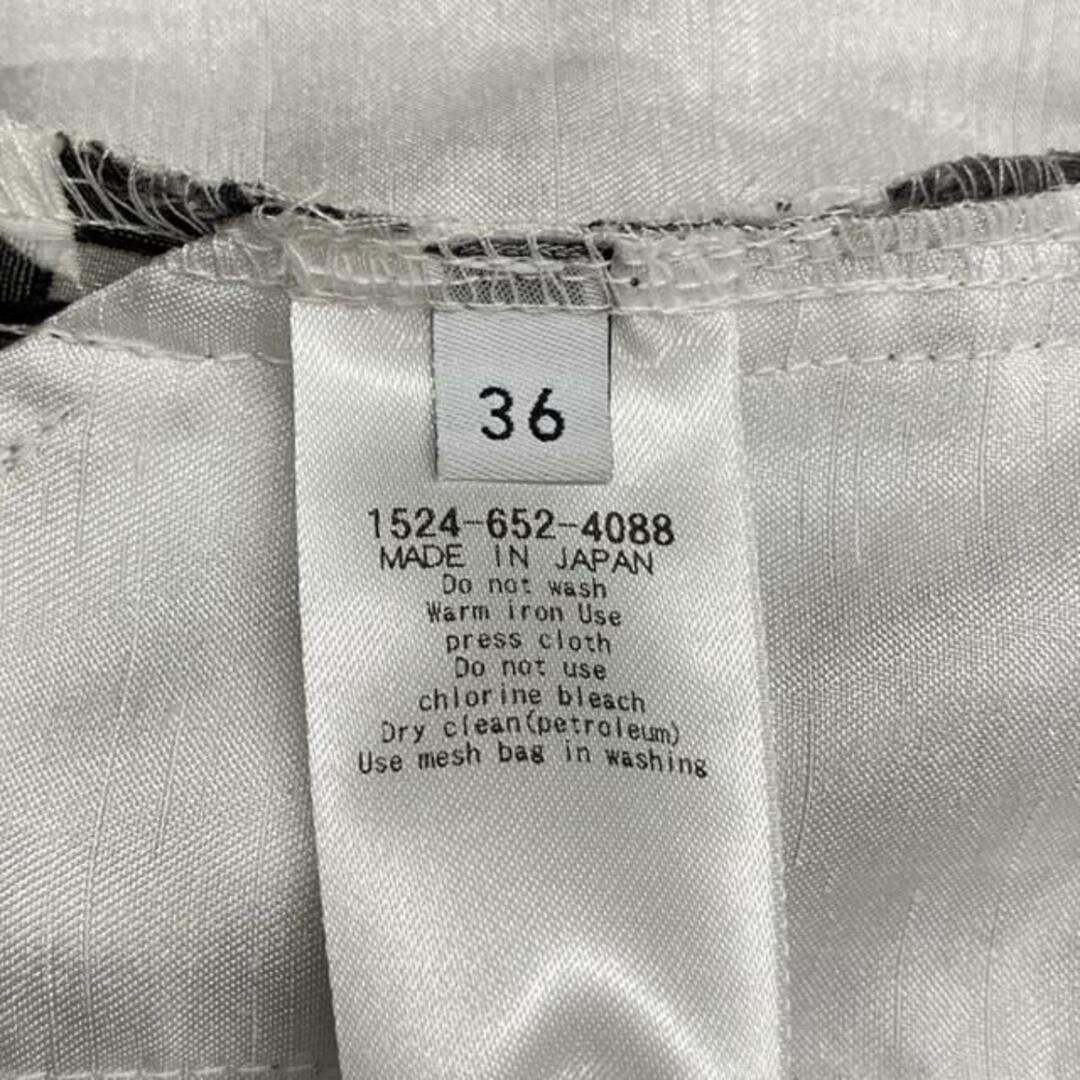 36
1524-652-4088
MADE IN JAPAN
Do not wash
Warm iron Use
press cloth
Do not use
chlorine bleach
Dry clean(petroleum)
Use mesh bag in washing